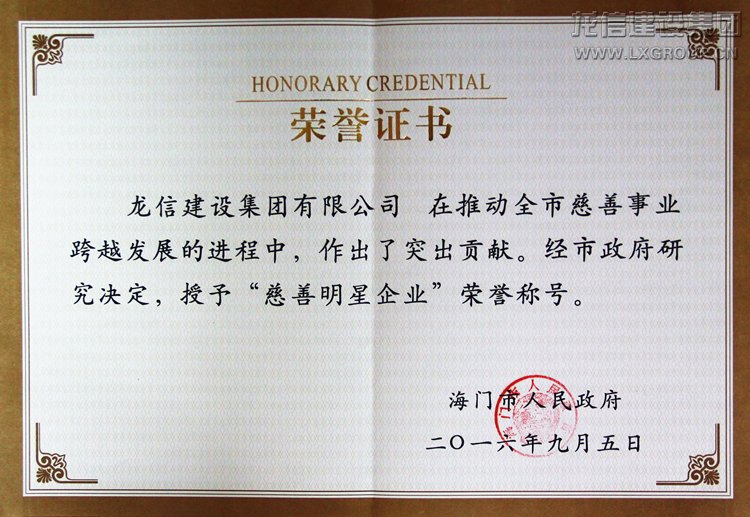 龙信建设集团
WWW.LXGROUP.CN
HONORARY CREDENTIAL
荣誉证书
龙信建设集团有限公司 在推动全市慈善事业
跨越发展的进程中，作出了突出贡献。经市政府研
究决定，授予“慈善明星企业”荣誉称号。
海门市人民政府
二〇一六年九月五日